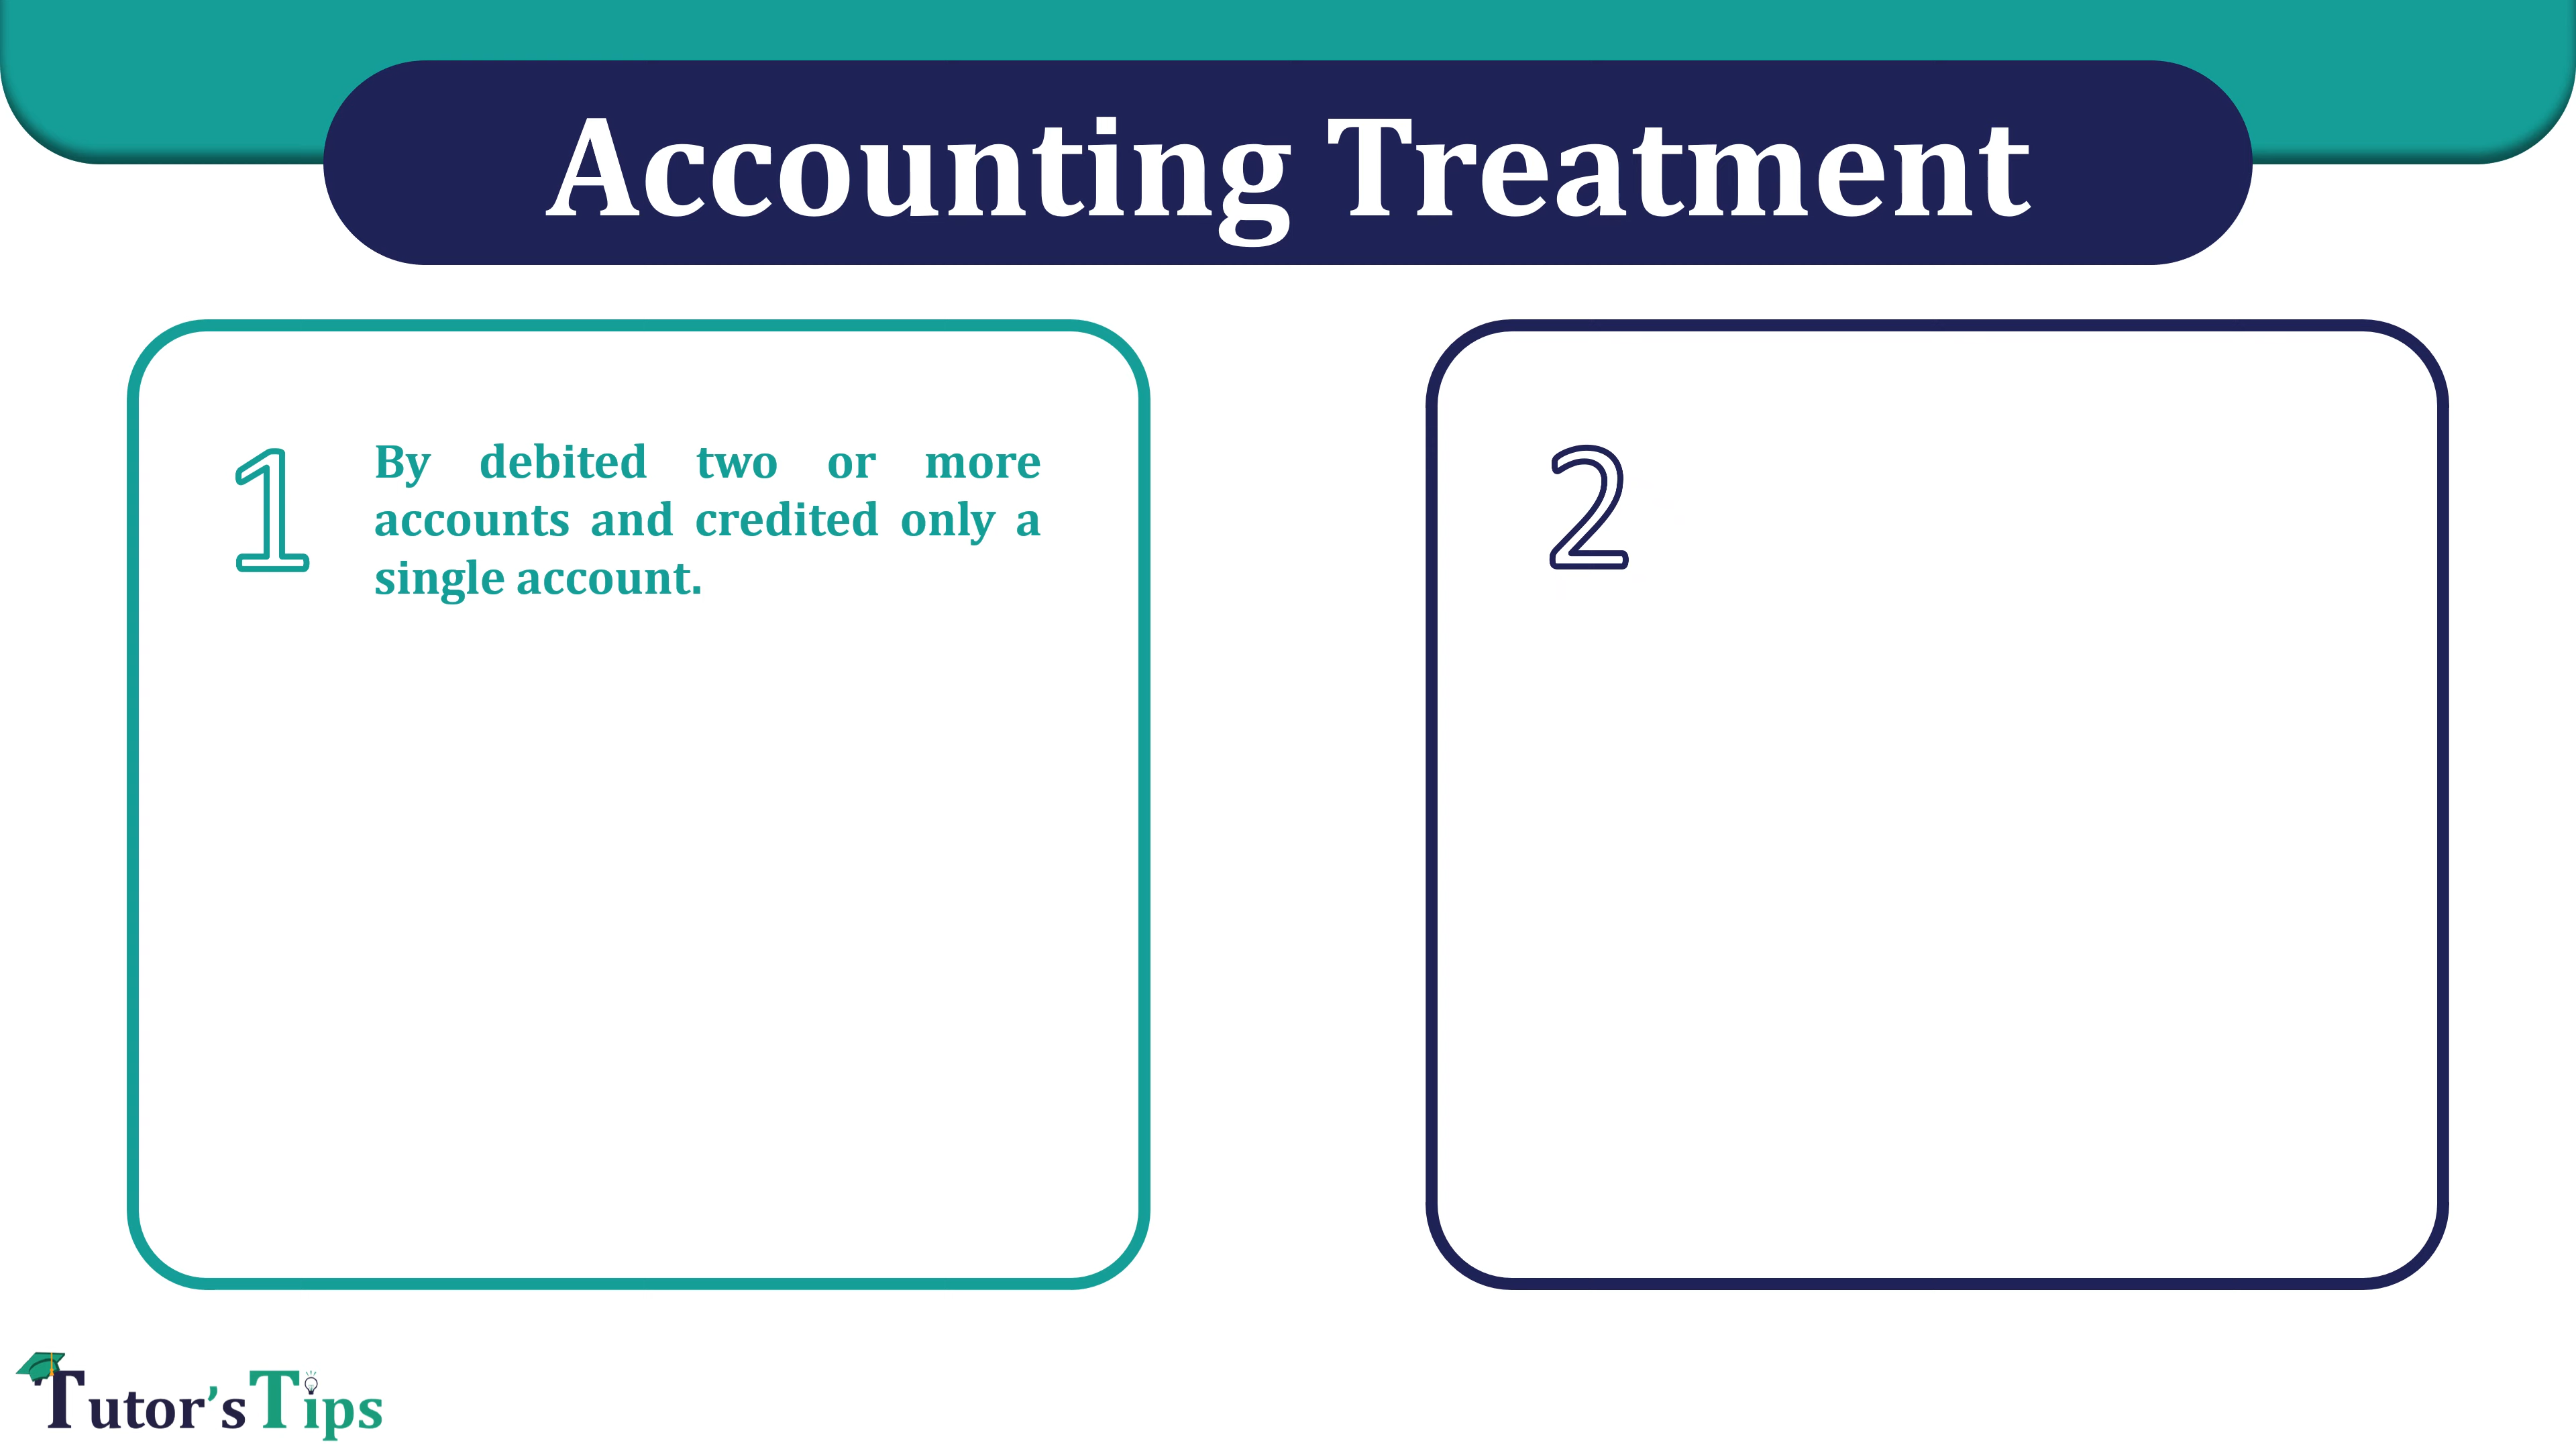 Accounting Treatment
1
By debited two or more
accounts and credited only a
single account.
2
Tutor’s Tips